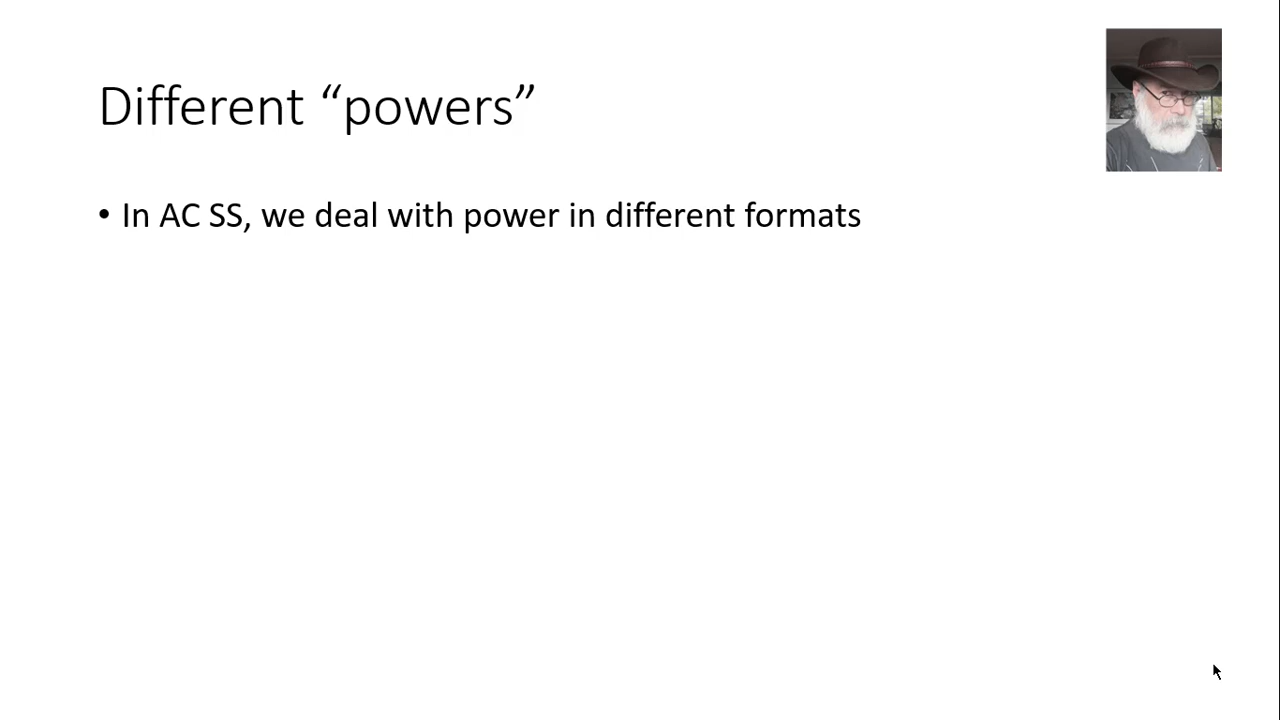 Different “powers”
• In AC SS, we deal with power in different formats